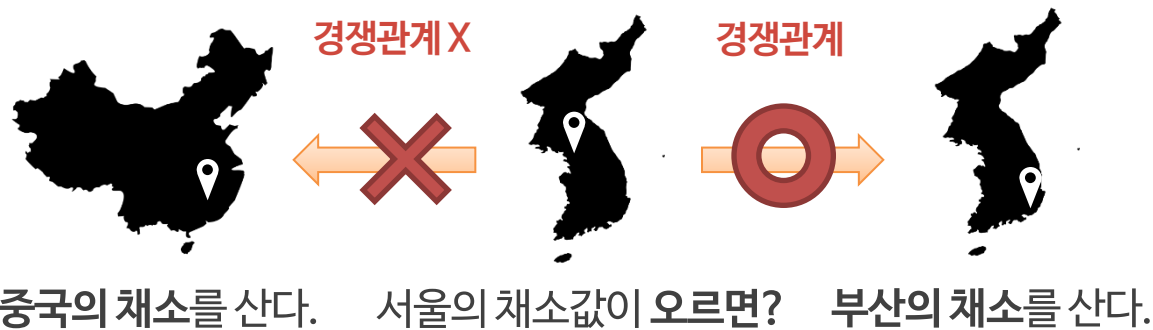 경쟁관계 X
경쟁관계
중국의 채소를 산다.
서울의 채소값이 오르면?
부산의 채소를 산다.